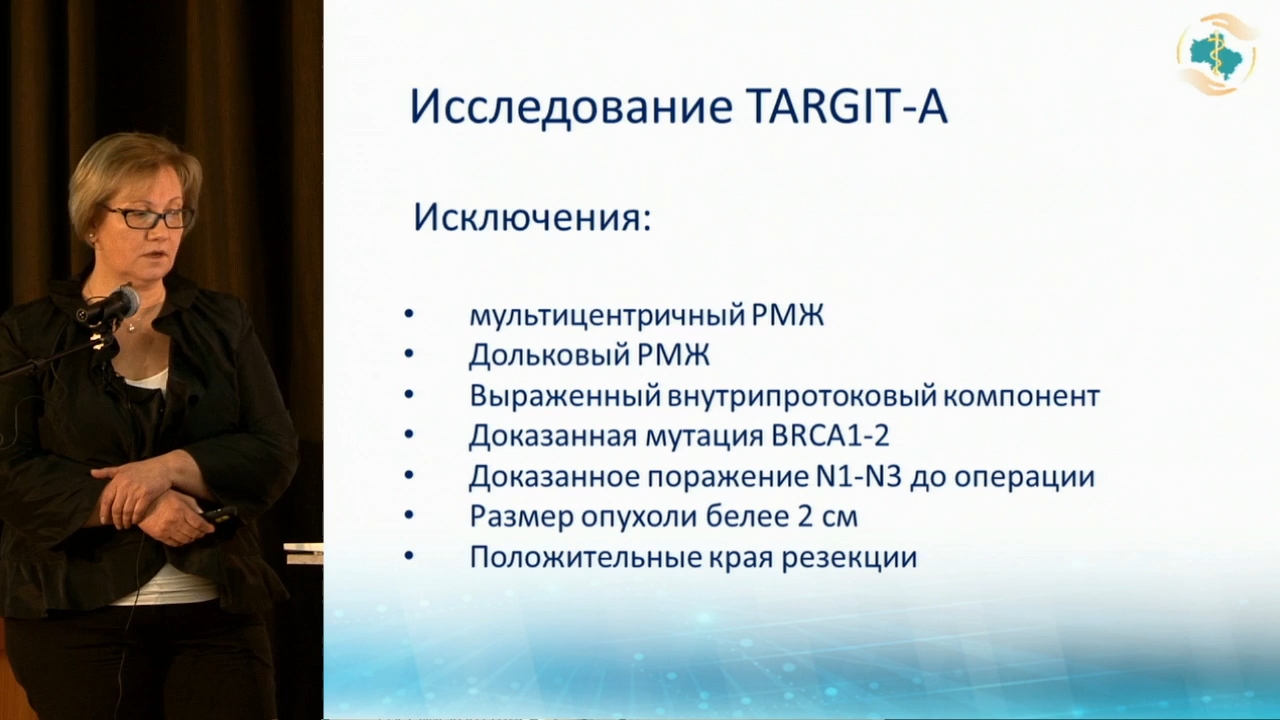 Исследование TARGIT-A
Исключения:
• мультицентричный РМЖ
• Дольковый РМЖ
• Выраженный внутрипротоковый компонент
• Доказанная мутация BRCA1-2
• Доказанное поражение N1-N3 до операции
• Размер опухоли белее 2 см
• Положительные края резекции